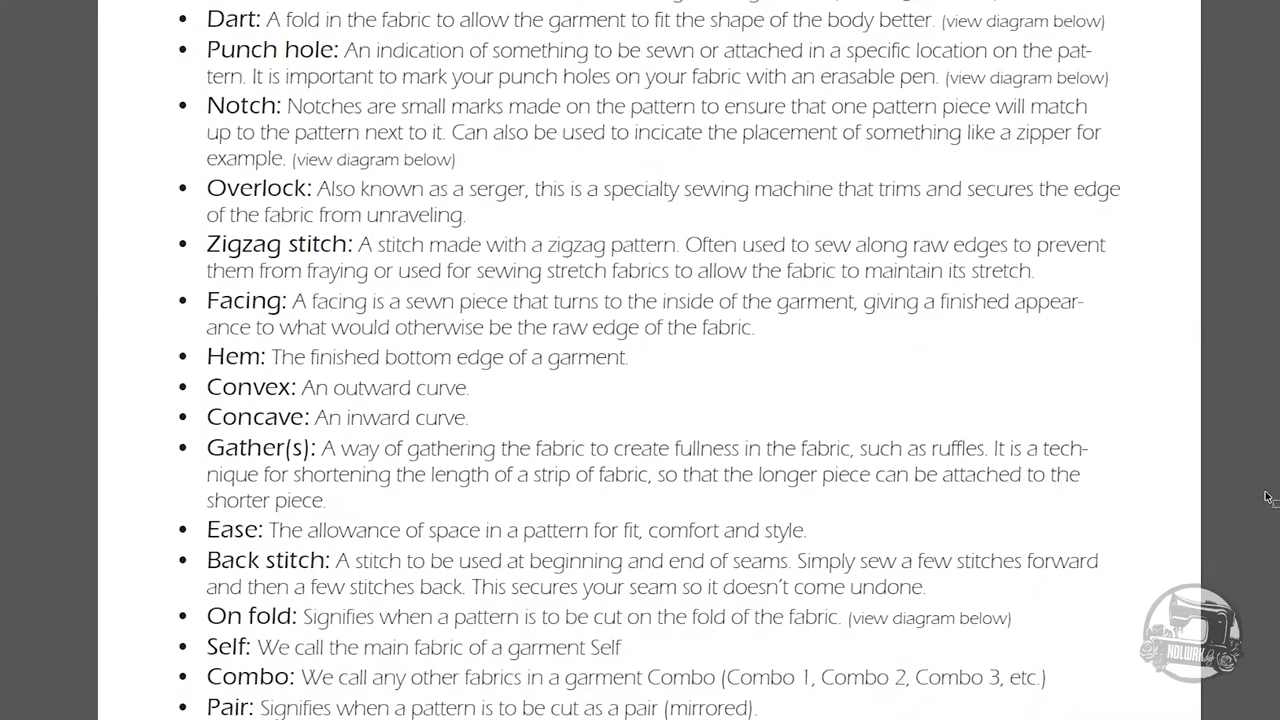 • Dart: A fold in the fabric to allow the garment to fit the shape of the body better. (view diagram below)
• Punch hole: An indication of something to be sewn or attached in a specific location on the pat-
tern. It is important to mark your punch holes on your fabric with an erasable pen. (view diagram below)
• Notch: Notches are small marks made on the pattern to ensure that one pattern piece will match
up to the pattern next to it. Can also be used to incicate the placement of something like a zipper for
example. (view diagram below)
• Overlock: Also known as a serger, this is a specialty sewing machine that trims and secures the edge
of the fabric from unraveling.
• Zigzag stitch: A stitch made with a zigzag pattern. Often used to sew along raw edges to prevent
them from fraying or used for sewing stretch fabrics to allow the fabric to maintain its stretch.
• Facing: A facing is a sewn piece that turns to the inside of the garment, giving a finished appear-
ance to what would otherwise be the raw edge of the fabric.
• Hem: The finished bottom edge of a garment.
• Convex: An outward curve.
• Concave: An inward curve.
• Gather(s): A way of gathering the fabric to create fullness in the fabric, such as ruffles. It is a tech-
nique for shortening the length of a strip of fabric, so that the longer piece can be attached to the
shorter piece.
• Ease: The allowance of space in a pattern for fit, comfort and style.
• Back stitch: A stitch to be used at beginning and end of seams. Simply sew a few stitches forward
and then a few stitches back. This secures your seam so it doesn't come undone.
• On fold: Signifies when a pattern is to be cut on the fold of the fabric. (view diagram below)
• Self: We call the main fabric of a garment Self
• Combo: We call any other fabrics in a garment Combo (Combo 1, Combo 2, Combo 3, etc.)
• Pair: Signifies when a pattern is to be cut as a pair (mirrored).